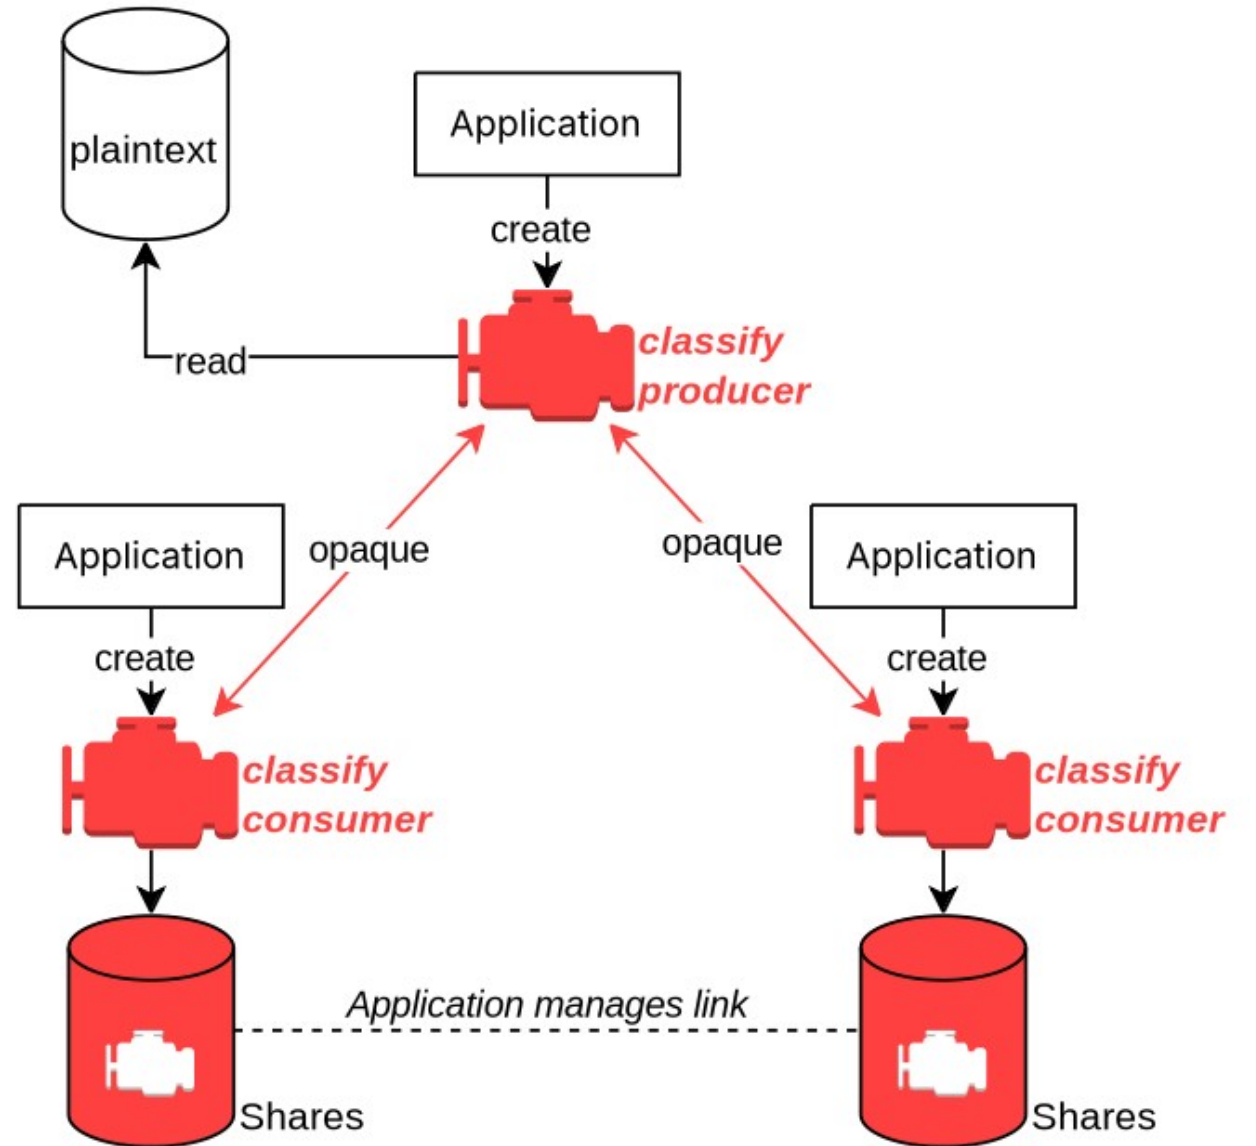 plaintext
Application
create
classify
producer
read
opaque
opaque
Application
Application
create
create
classify
consumer
classify
consumer
Application manages link
Shares
Shares